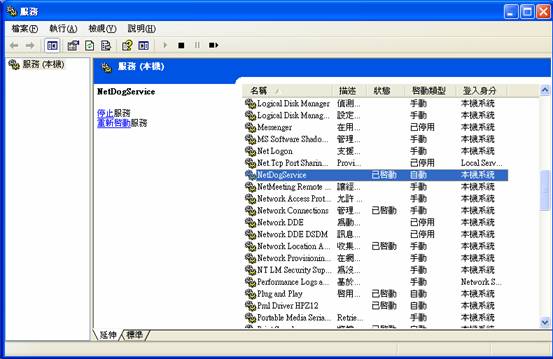 服務
檔案(F) 執行(A) 檢視(V) 說明(H)
服務 (本機)
服務 (本機)
NetDogService
停止服務
重新啟動服務
名稱 描述 狀態 啟動類型 登入身分
Logical Disk Manager 偵測... 手動 本機系統
Logical Disk Manag... 設定... 手動 本機系統
Messenger 在用... 已停用 本機系統
MS Software Shado... 管理... 手動 本機系統
Net Logon 支援... 手動 本機系統
Net.Tcp Port Sharin... Provi... 已停用 Local Serv...
NetDogService 已啟動 自動 本機系統
NetMeeting Remote ... 讓經... 手動 本機系統
Network Access Prot... 允許 ... 手動 本機系統
Network Connections 管理... 已啟動 手動 本機系統
Network DDE 為動... 已停用 本機系統
Network DDE DSDM 訊息... 已停用 本機系統
Network Location A... 收集... 已啟動 手動 本機系統
Network Provisionin... 在網... 手動 本機系統
NT LM Security Sup... 為沒... 手動 本機系統
Performance Logs a... 基於... 手動 Network S...
Plug and Play 啟用... 已啟動 自動 本機系統
Pml Driver HPZ12 已啟動 自動 本機系統
Portable Media Seria... Retrie... 手動 本機系統
延伸 標準